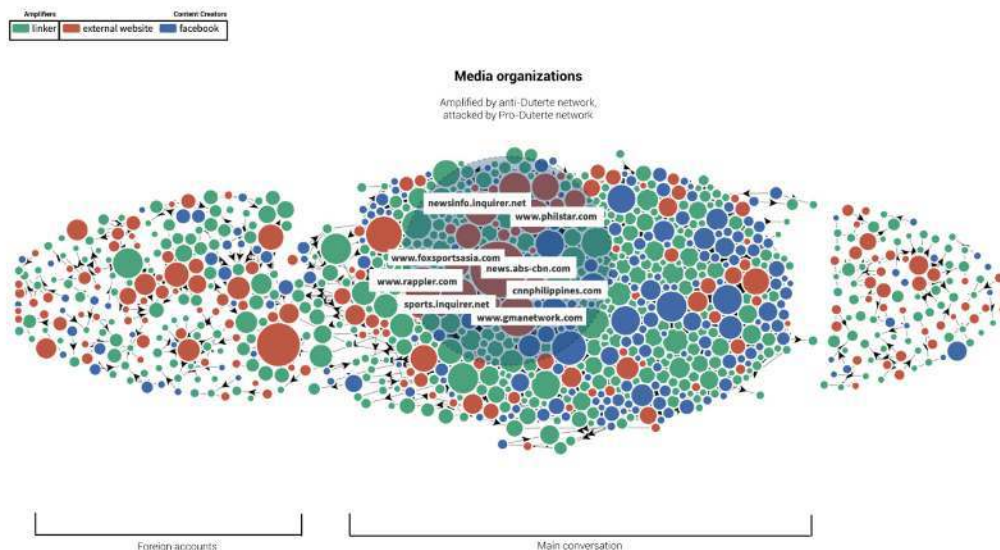 Amplifiers Content Creators
linker external website facebook
Media organizations
Amplified by anti-Duterte network,
attacked by Pro-Duterte network
newsinfo.inquirer.net
www.philstar.com
www.foxsportsasia.com
news.abs-cbn.com
www.rappler.com
cnnphilippines.com
sports.inquirer.net
www.gmanetwork.com
Foreign accounts Main conversation